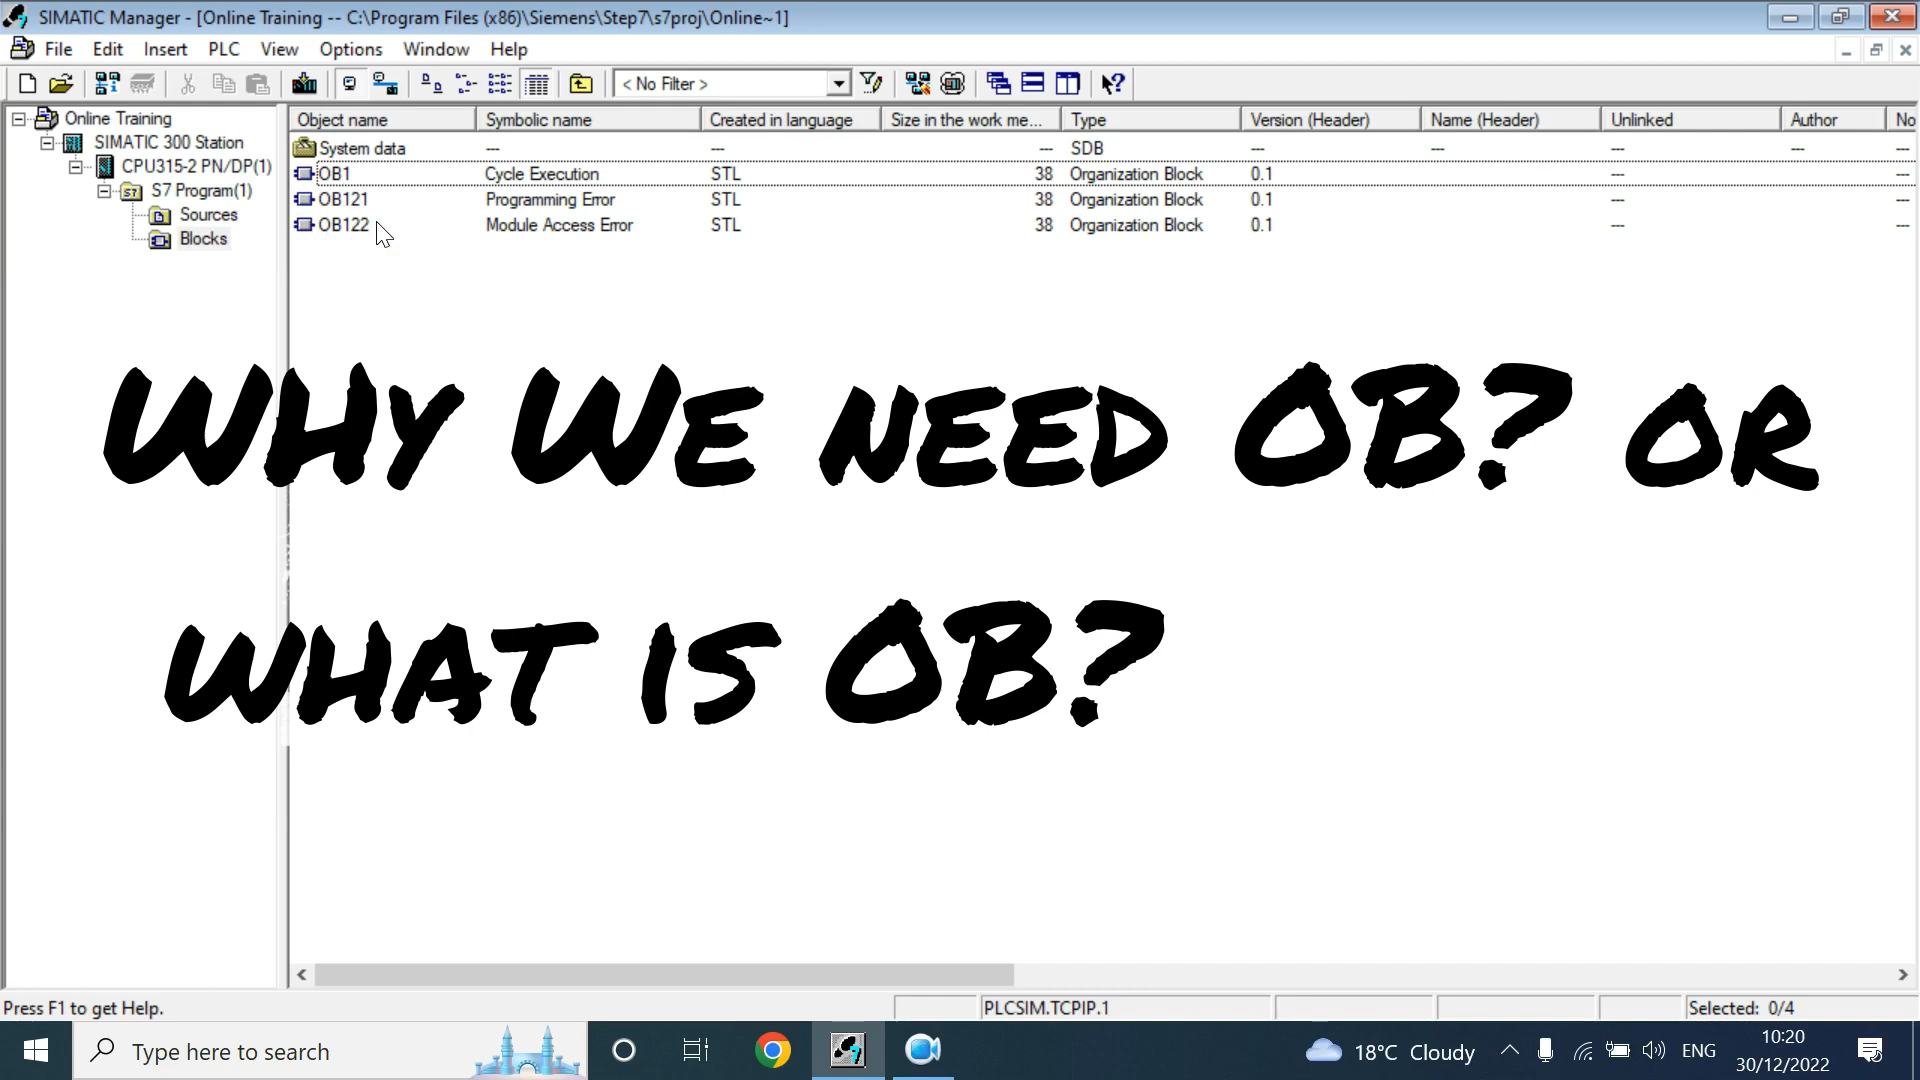 SIMATIC Manager - [Online Training -- C:\Program Files (x86)\Siemens\Step7\s7proj\Online~1]
File Edit Insert PLC View Options Window Help
< No Filter >
Online Training
SIMATIC 300 Station
CPU315-2 PN/DP(1)
S7 Program(1)
Sources
Blocks
Object name Symbolic name Created in language Size in the work me... Type Version (Header) Name (Header) Unlinked Author No
System data --- --- --- SDB --- --- --- --- ---
OB1 Cycle Execution STL 38 Organization Block 0.1 --- ---
OB121 Programming Error STL 38 Organization Block 0.1 --- ---
OB122 Module Access Error STL 38 Organization Block 0.1 --- ---
WHY WE NEED OB? OR
WHAT IS OB?
Press F1 to get Help. PLCSIM.TCPIP.1 Selected: 0/4
Type here to search 18°C Cloudy ENG 10:20
30/12/2022